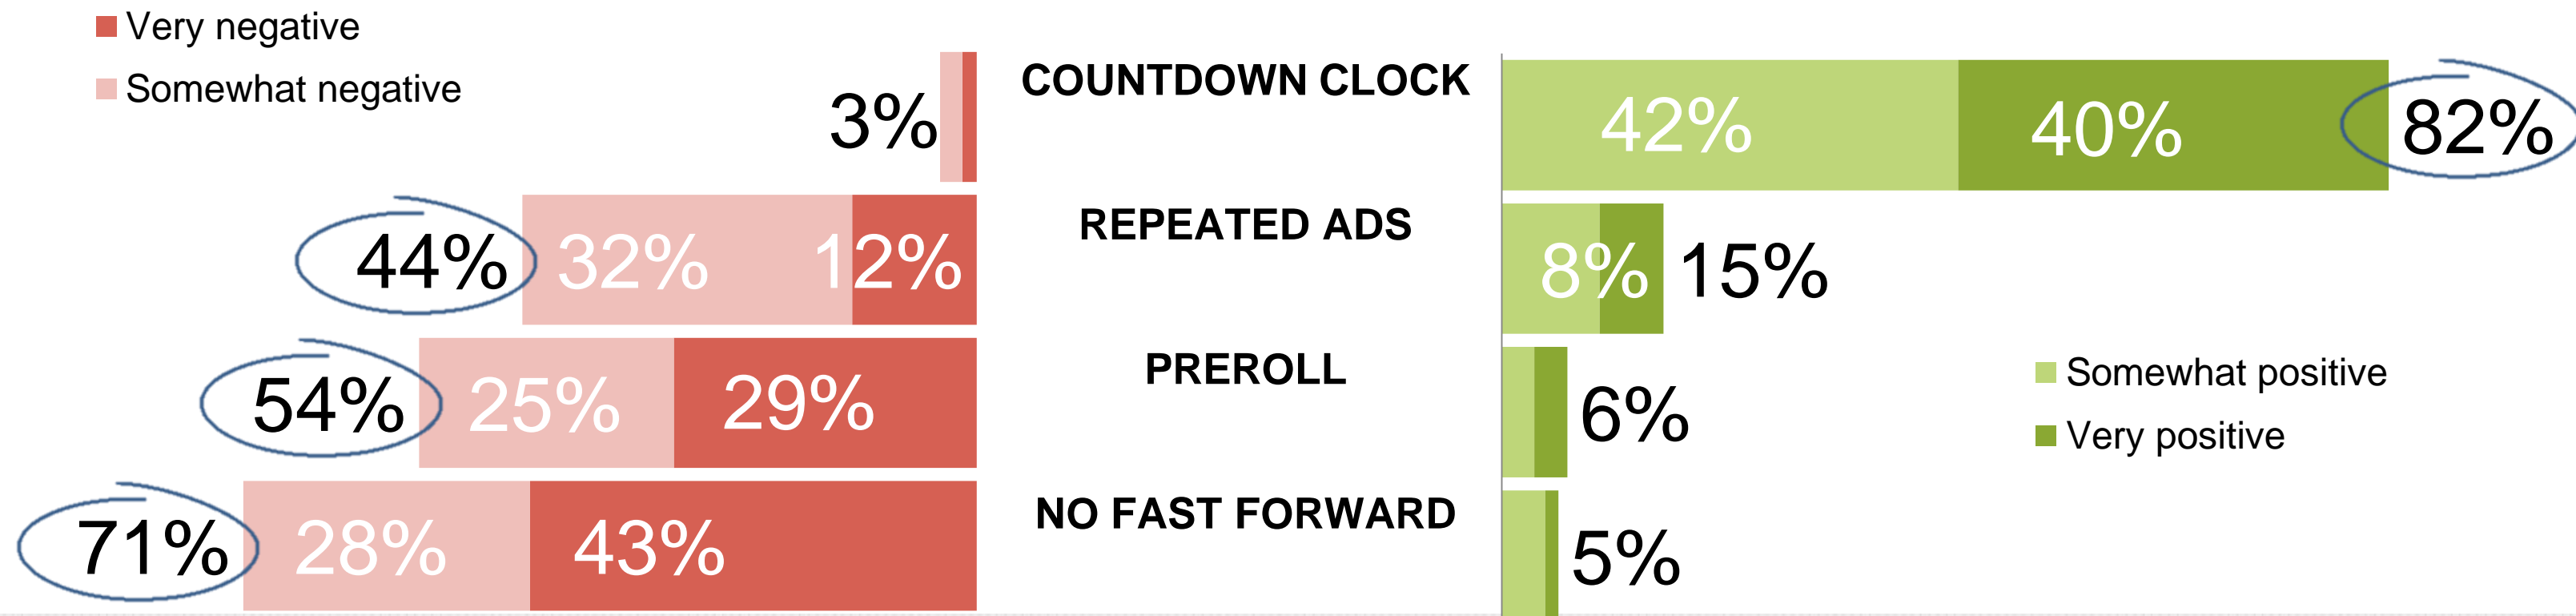 Very negative
Somewhat negative
3%
COUNTDOWN CLOCK
42%
40%
82%
44%
32%
12%
REPEATED ADS
8%
15%
54%
25%
29%
PREROLL
6%
Somewhat positive
Very positive
71%
28%
43%
NO FAST FORWARD
5%